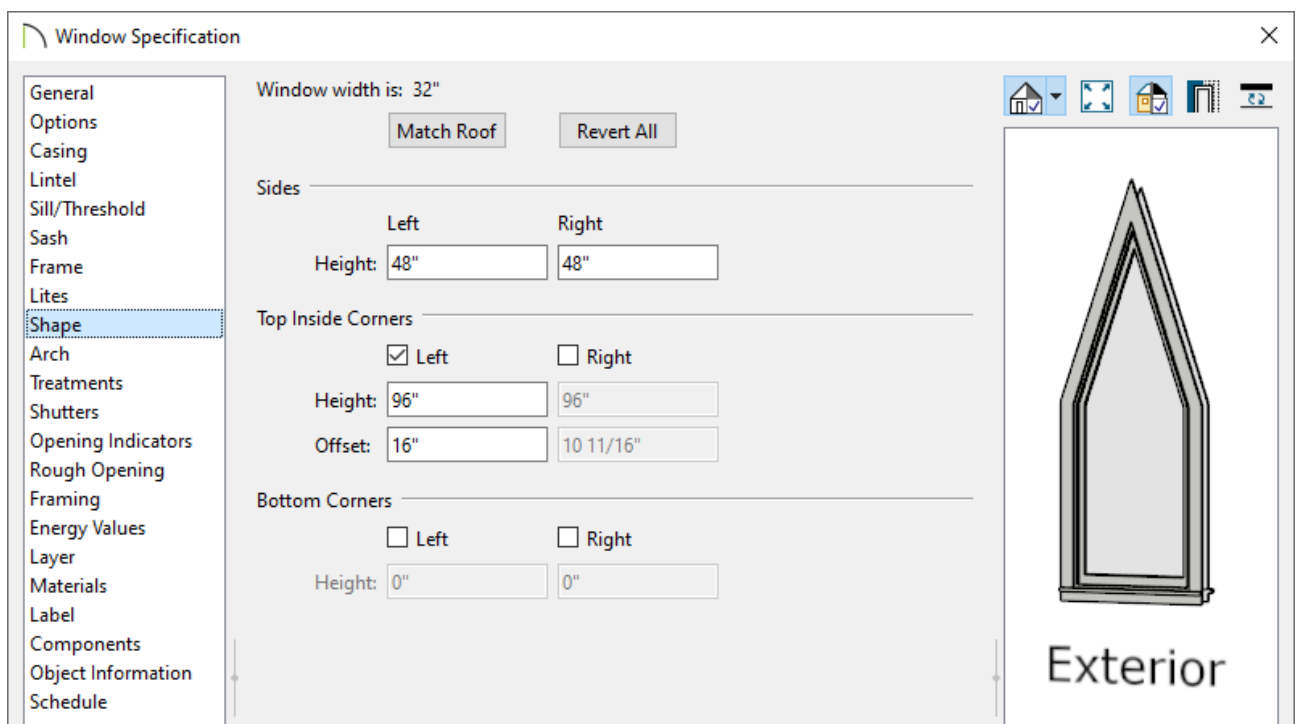 Window Specification
General
Options
Casing
Lintel
Sill/Threshold
Sash
Frame
Lites
Shape
Arch
Treatments
Shutters
Opening Indicators
Rough Opening
Framing
Energy Values
Layer
Materials
Label
Components
Object Information
Schedule
Window width is: 32"
Match Roof Revert All
Sides
Left Right
Height: 48" 48"
Top Inside Corners
Left Right
Height: 96" 96"
Offset: 16" 10 11/16"
Bottom Corners
Left Right
Height: 0" 0"
Exterior